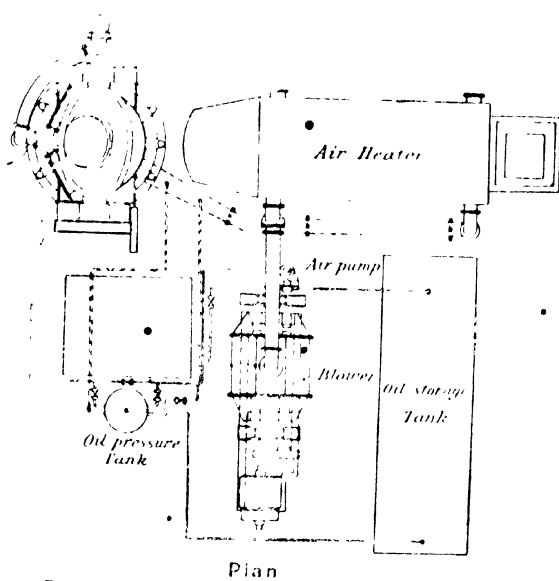 Air Heater
Air pump
Blower
Oil storage
Tank
Oil pressure
Tank
Plan